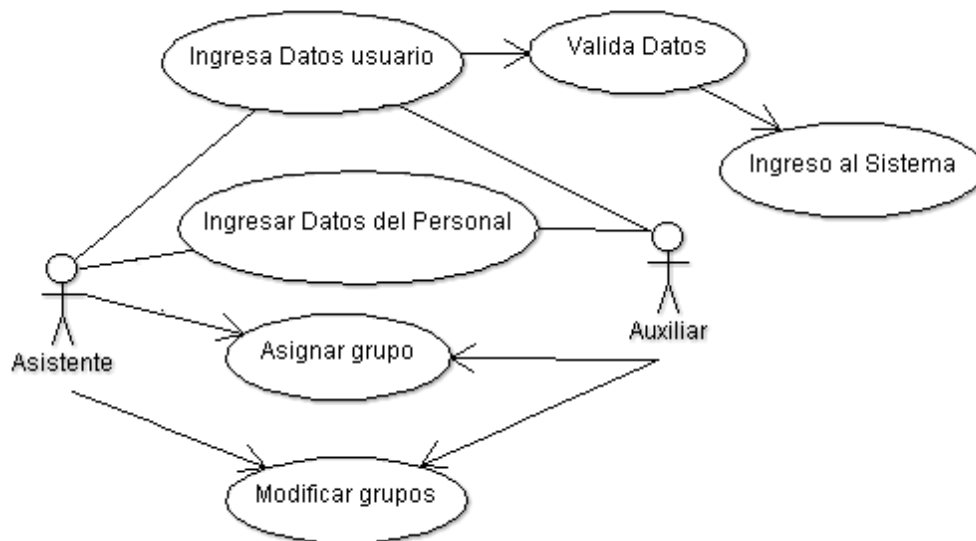 Ingresa Datos usuario
Valida Datos
Ingreso al Sistema
Ingresar Datos del Personal
Auxiliar
Asistente
Asignar grupo
Modificar grupos